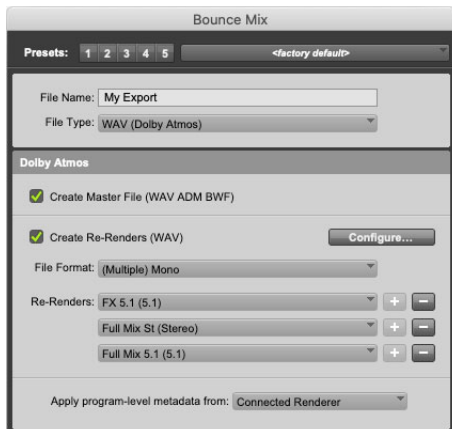 Bounce Mix
Presets: 1 2 3 4 5 <factory default>
File Name: My Export
File Type: WAV (Dolby Atmos)
Dolby Atmos
Create Master File (WAV ADM BWF)
Create Re-Renders (WAV) Configure...
File Format: (Multiple) Mono
Re-Renders: FX 5.1 (5.1) + −
Full Mix St (Stereo) + −
Full Mix 5.1 (5.1) + −
Apply program-level metadata from: Connected Renderer